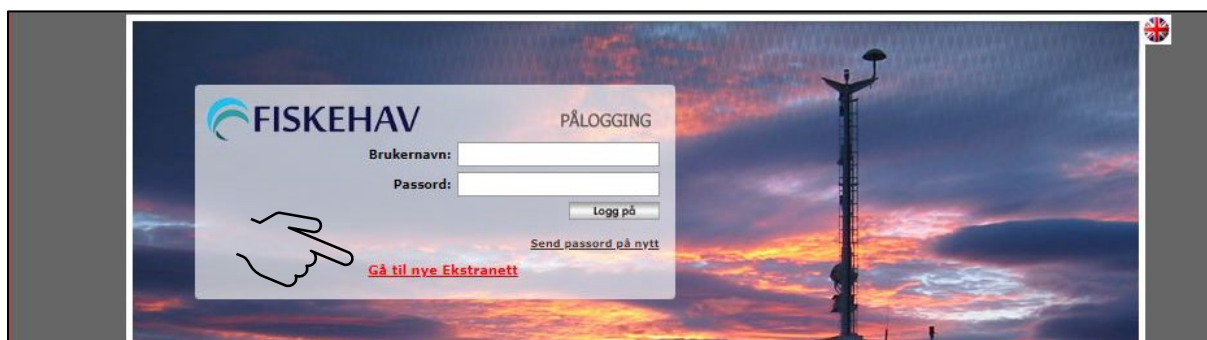 FISKEHAV
PÅLOGGING
Brukernavn:
Passord:
Logg på
Send passord på nytt
Gå til nye Ekstranett